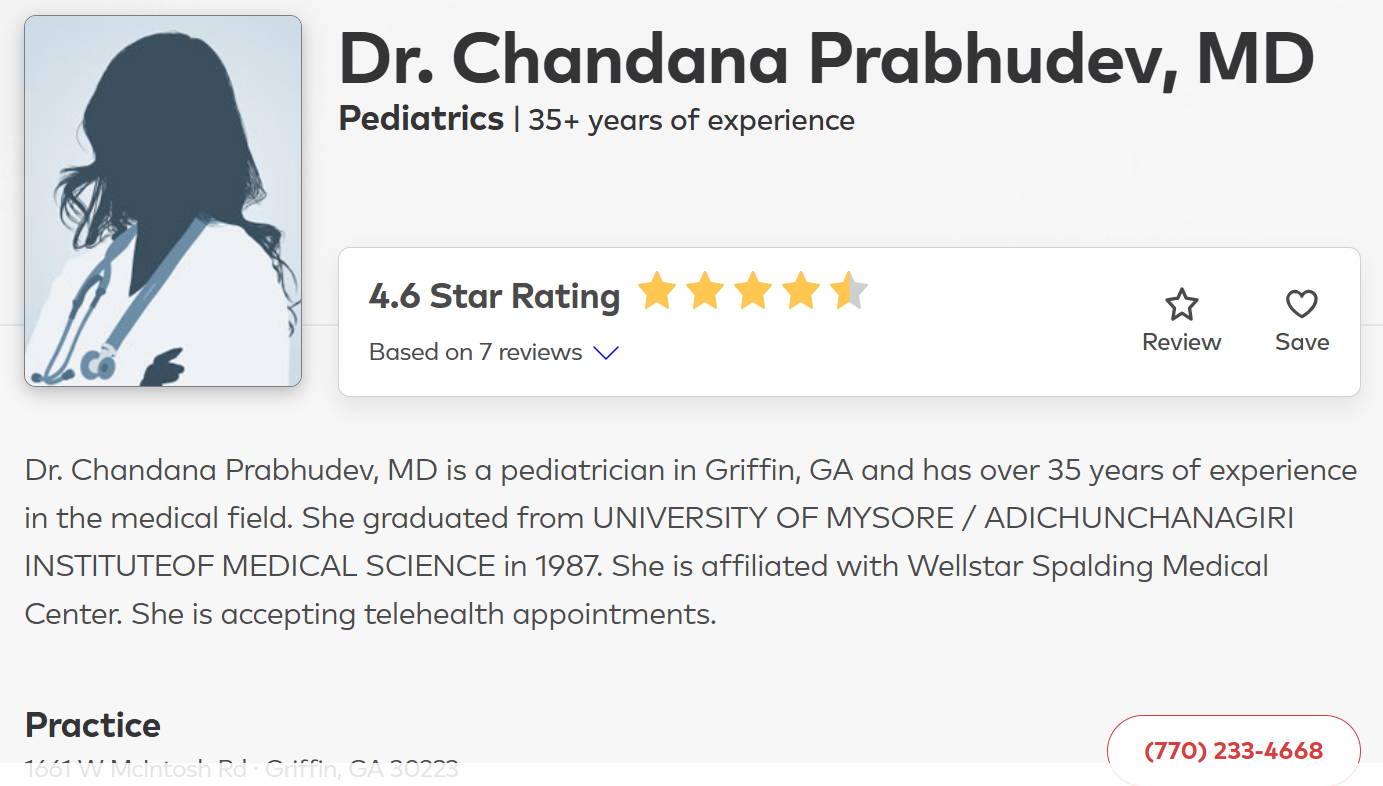 Dr. Chandana Prabhudev, MD
Pediatrics | 35+ years of experience
4.6 Star Rating
Based on 7 reviews
Review
Save
Dr. Chandana Prabhudev, MD is a pediatrician in Griffin, GA and has over 35 years of experience
in the medical field. She graduated from UNIVERSITY OF MYSORE / ADICHUNCHANAGIRI
INSTITUTEOF MEDICAL SCIENCE in 1987. She is affiliated with Wellstar Spalding Medical
Center. She is accepting telehealth appointments.
Practice
1661 W McIntosh Rd · Griffin, GA 30223
(770) 233-4668